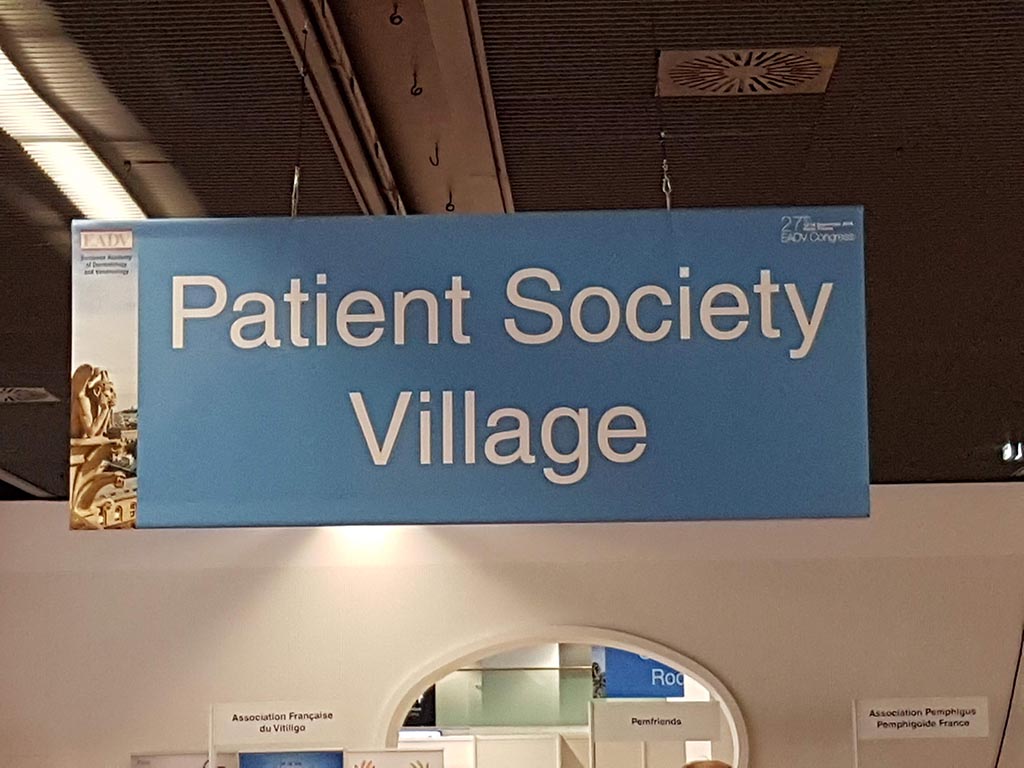 EADV
European Academy
of Dermatology
and Venereology
27th
EADV Congress
Patient Society
Village
Roo
Association Française
du Vitiligo
Pemfriends
Association Pemphigus
Pemphigoïde France